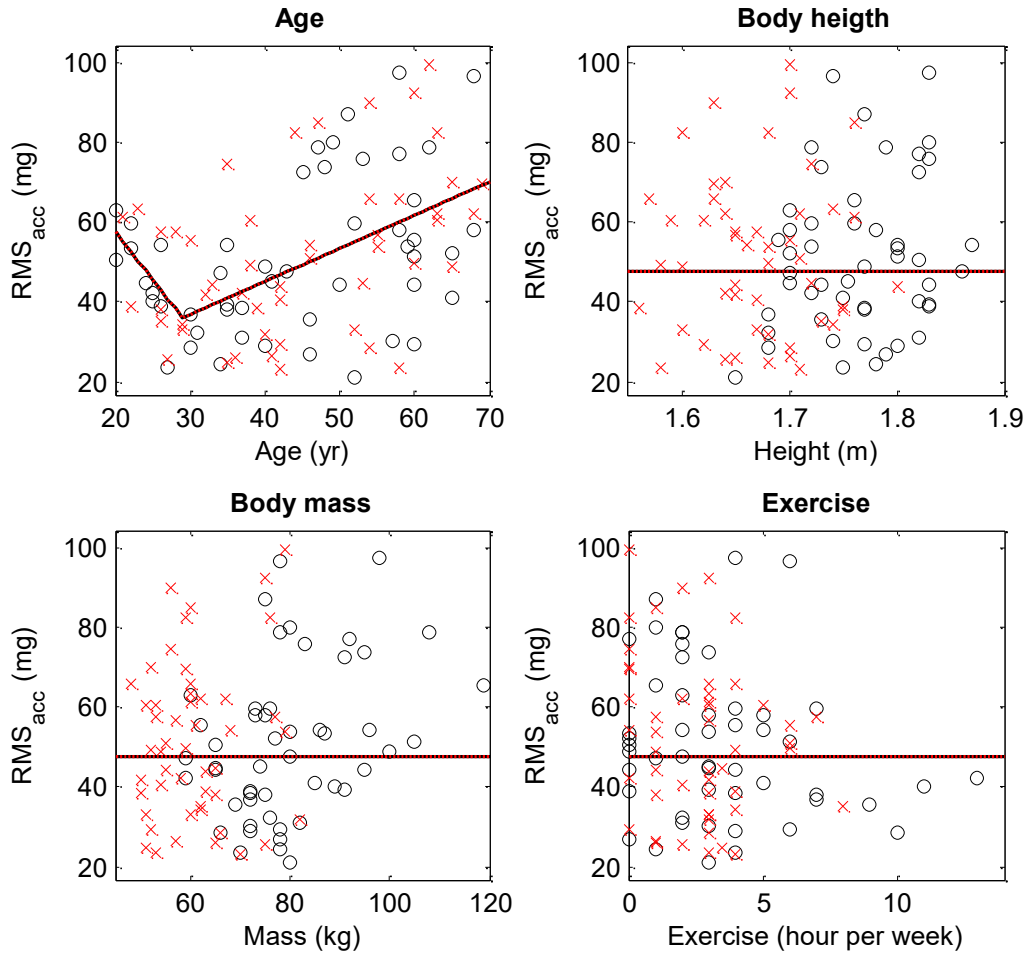 Age
RMS_acc (mg)
100
80
60
40
20
20 30 40 50 60 70
Age (yr)
Body heigth
RMS_acc (mg)
100
80
60
40
20
1.6 1.7 1.8 1.9
Height (m)
Body mass
RMS_acc (mg)
100
80
60
40
20
60 80 100 120
Mass (kg)
Exercise
RMS_acc (mg)
100
80
60
40
20
0 5 10
Exercise (hour per week)